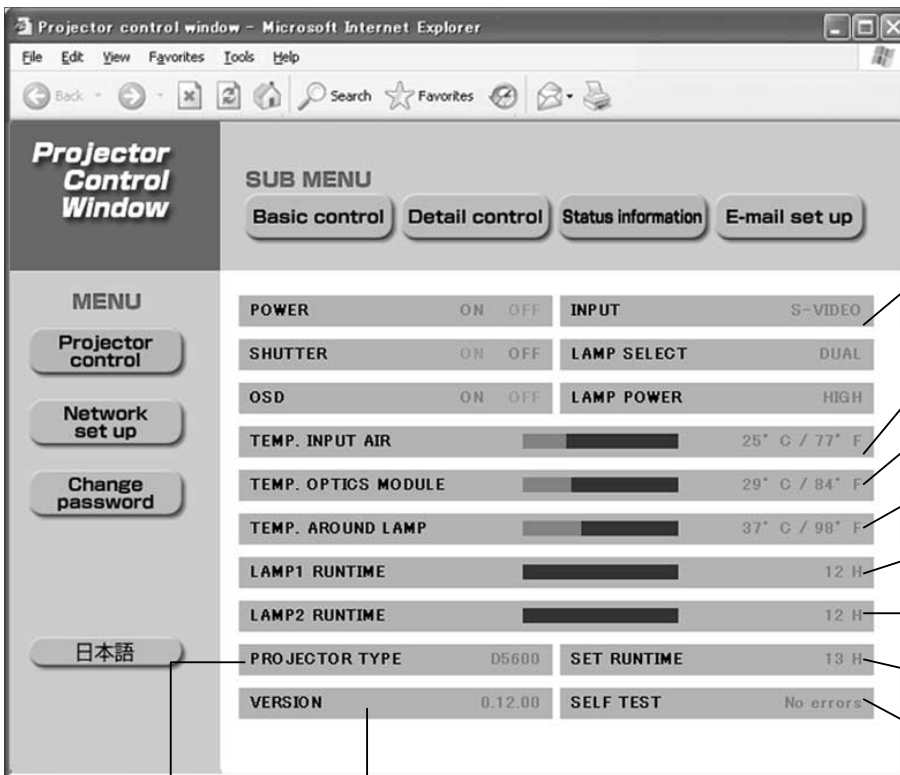 Projector control window - Microsoft Internet Explorer
File Edit View Favorites Tools Help
Back Search Favorites
Projector
Control
Window
SUB MENU
Basic control Detail control Status information E-mail set up
MENU
Projector
control
Network
set up
Change
password
日本語
POWER ON OFF INPUT S-VIDEO
SHUTTER ON OFF LAMP SELECT DUAL
OSD ON OFF LAMP POWER HIGH
TEMP. INPUT AIR 25° C / 77° F
TEMP. OPTICS MODULE 29° C / 84° F
TEMP. AROUND LAMP 37° C / 98° F
LAMP1 RUNTIME 12 H
LAMP2 RUNTIME 12 H
PROJECTOR TYPE D5600 SET RUNTIME 13 H
VERSION 0.12.00 SELF TEST No errors